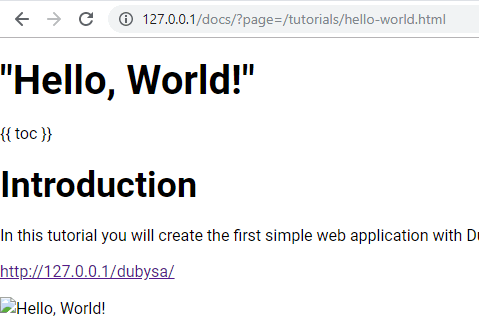 127.0.0.1/docs/?page=/tutorials/hello-world.html
"Hello, World!"
{{ toc }}
Introduction
In this tutorial you will create the first simple web application with
http://127.0.0.1/dubysa/
Hello, World!